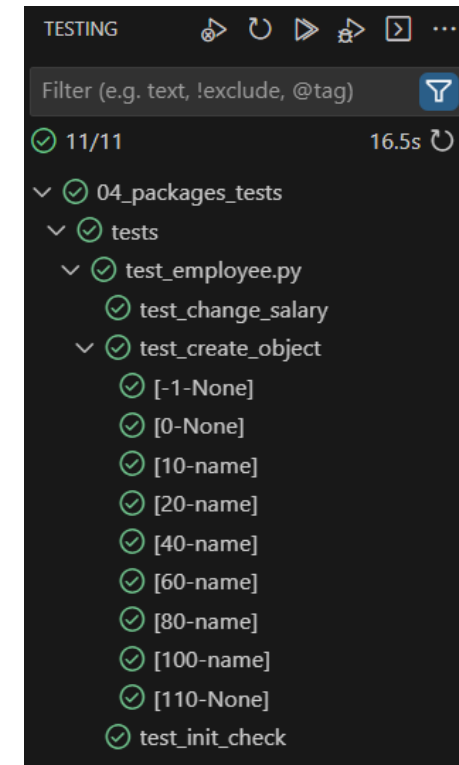 TESTING
Filter (e.g. text, !exclude, @tag)
11/11 16.5s
04_packages_tests
tests
test_employee.py
test_change_salary
test_create_object
[-1-None]
[0-None]
[10-name]
[20-name]
[40-name]
[60-name]
[80-name]
[100-name]
[110-None]
test_init_check